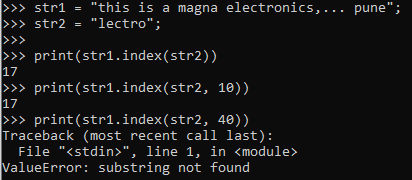 >>> str1 = "this is a magna electronics,... pune";
>>> str2 = "lectro";
>>>
>>> print(str1.index(str2))
17
>>> print(str1.index(str2, 10))
17
>>> print(str1.index(str2, 40))
Traceback (most recent call last):
  File "<stdin>", line 1, in <module>
ValueError: substring not found